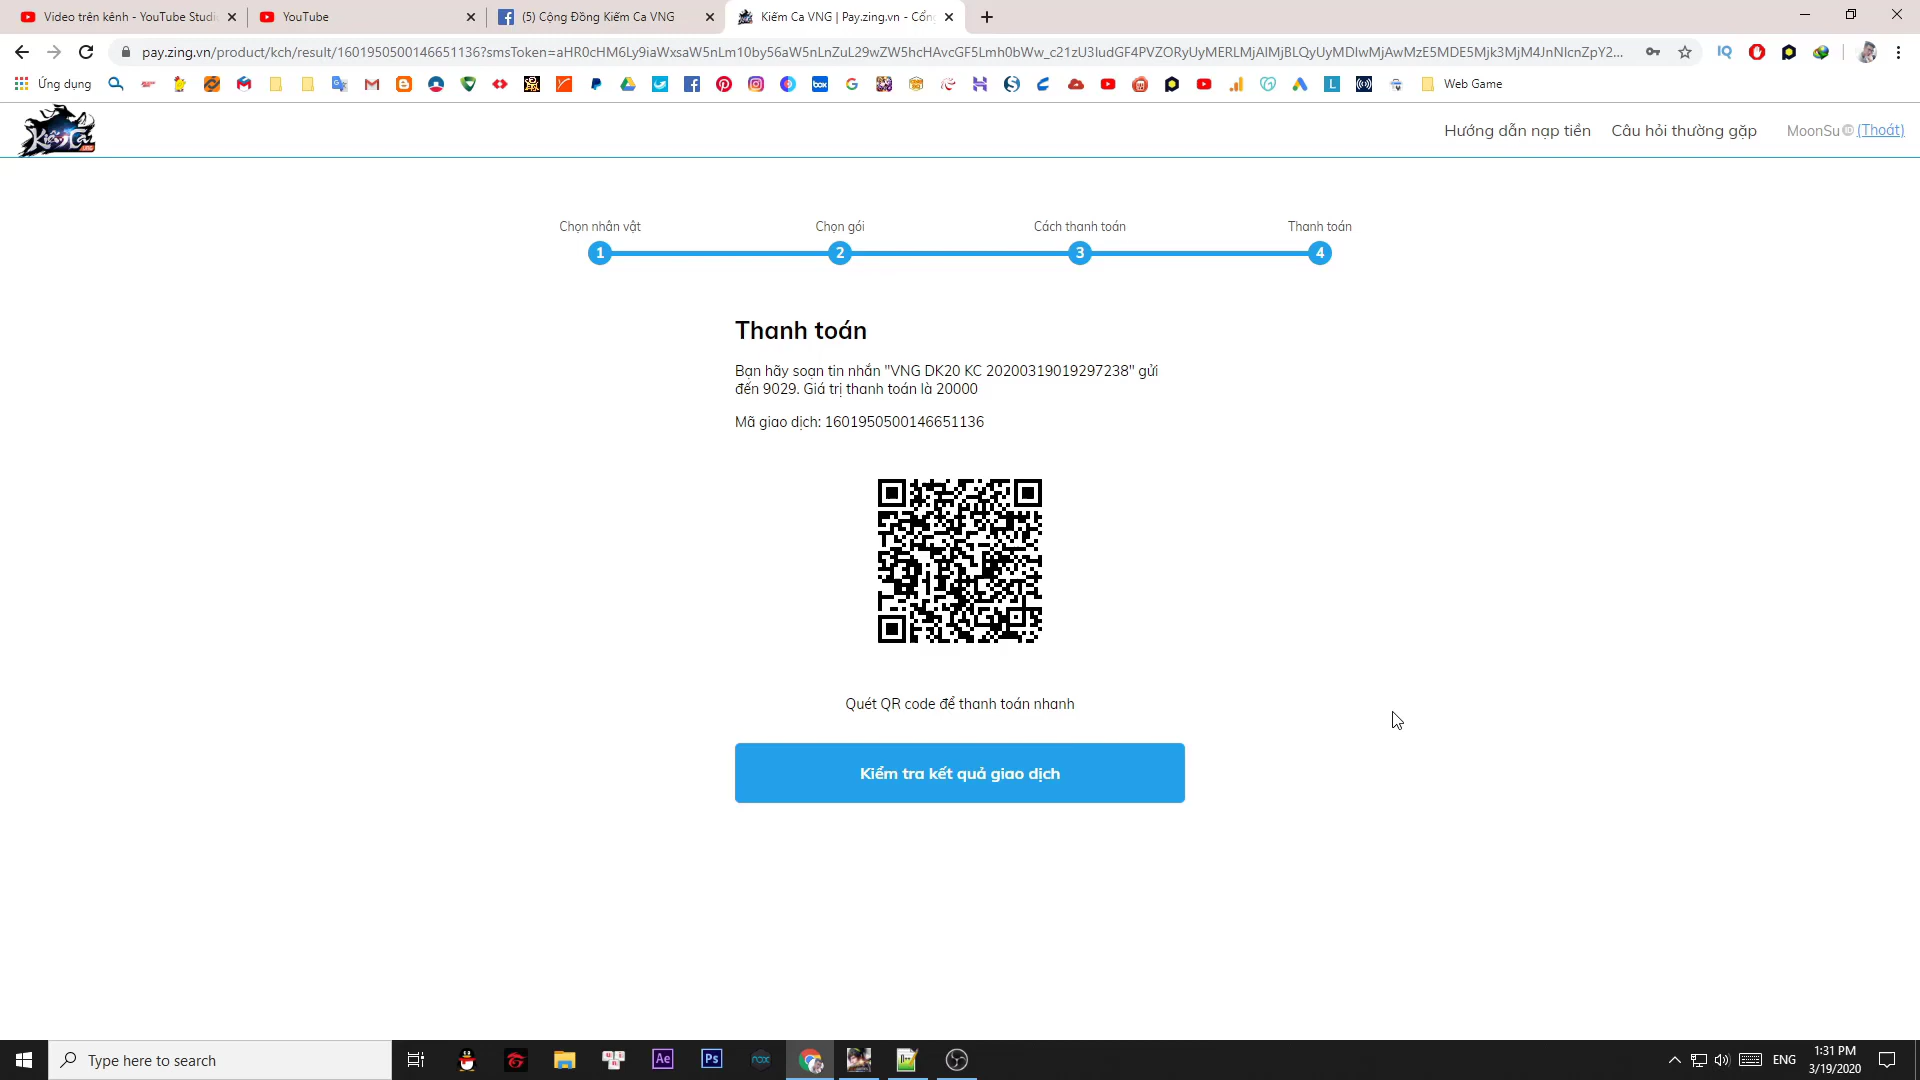 Video trên kênh - YouTube Studi
YouTube
(5) Cộng Đồng Kiếm Ca VNG
Kiếm Ca VNG | Pay.zing.vn - Cổn
pay.zing.vn/product/kch/result/1601950500146651136?smsToken=aHR0cHM6Ly9iaWxsaW5nLm10by56aW5nLnZuL29wZW5hcHAvcGF5Lmh0bWw_c21zU3ludGF4PVZORyUyMERLMjAlMjBLQyUyMDIwMjAwMzE5MDE5Mjk3MjM4JnNlcnZpY2...
Ứng dụng
Web Game
Kiếm Ca
Hướng dẫn nạp tiền
Câu hỏi thường gặp
MoonSu
(Thoát)
Chọn nhân vật
Chọn gói
Cách thanh toán
Thanh toán
1
2
3
4
Thanh toán
Bạn hãy soạn tin nhắn "VNG DK20 KC 20200319019297238" gửi
đến 9029. Giá trị thanh toán là 20000
Mã giao dịch: 1601950500146651136
Quét QR code để thanh toán nhanh
Kiểm tra kết quả giao dịch
Type here to search
Ae
Ps
nox
ENG
1:31 PM
3/19/2020